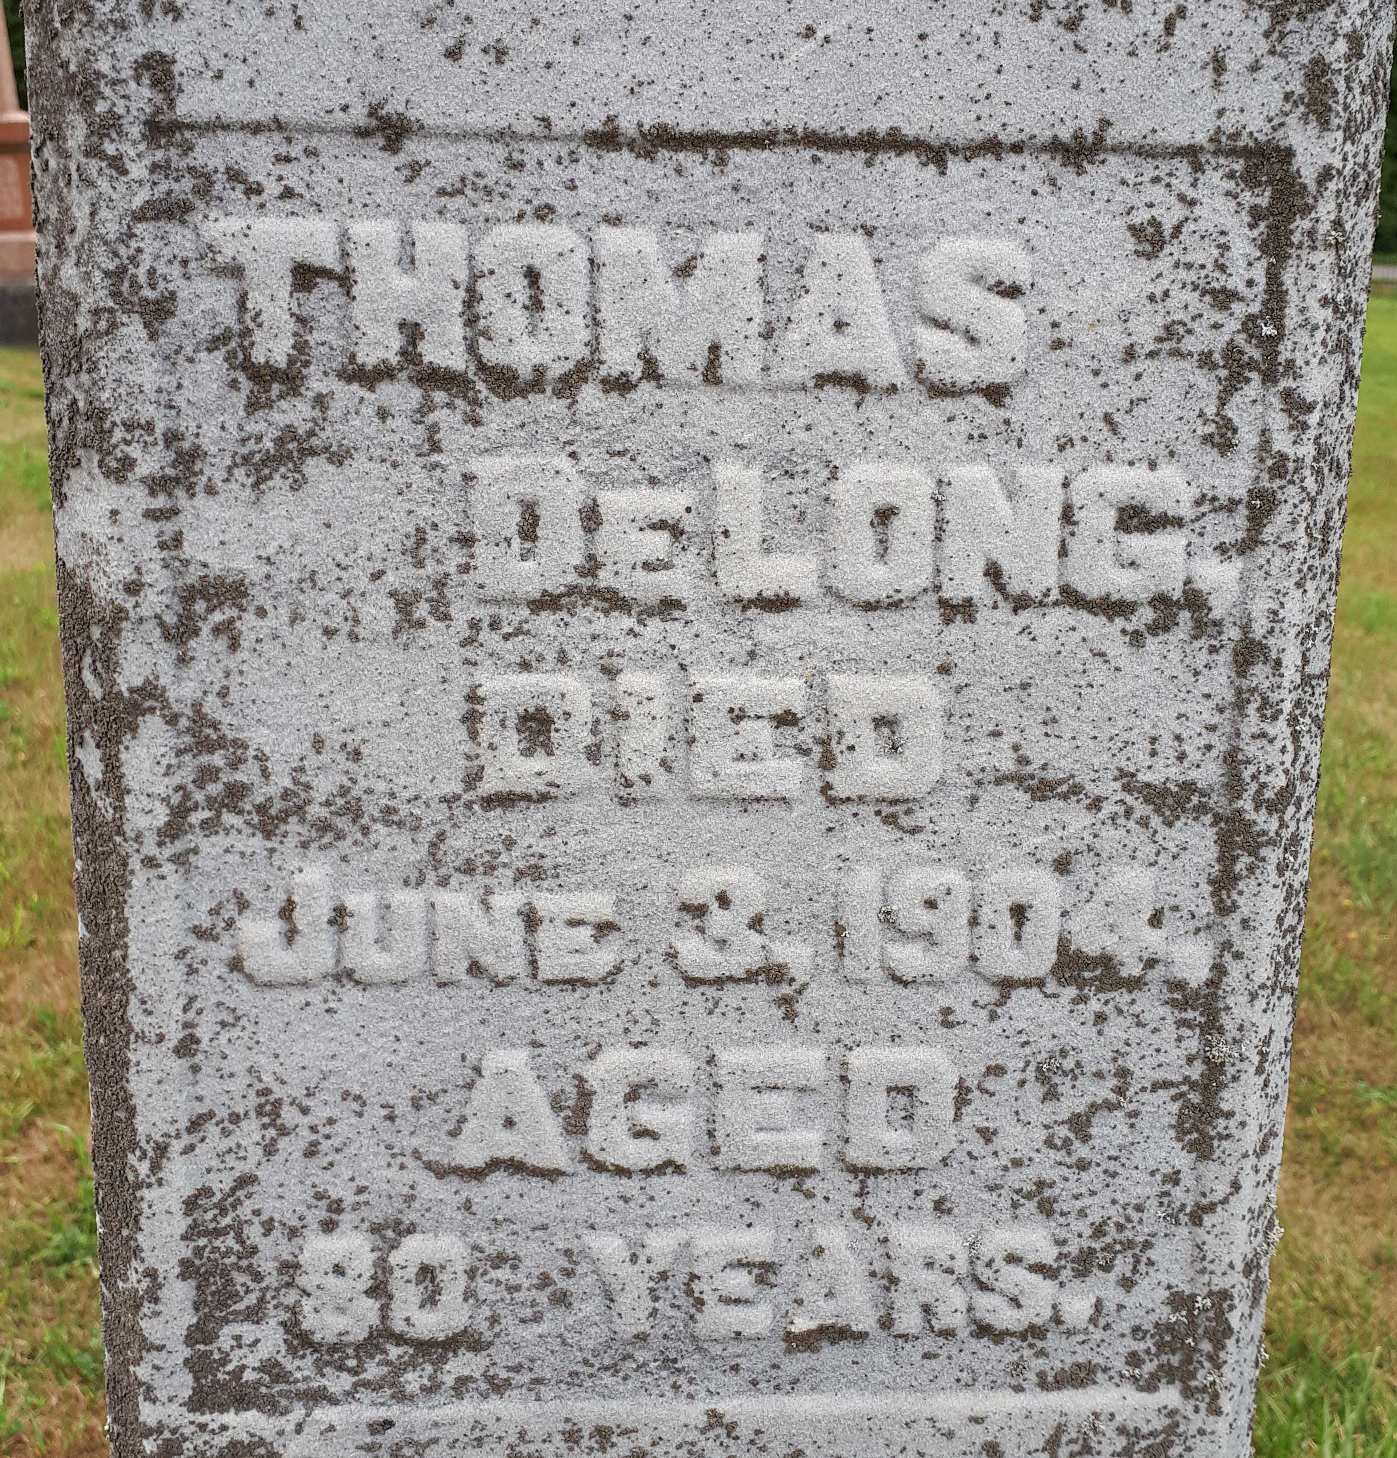 THOMAS
DELONG,
DIED
JUNE 3, 1904,
AGED
80 YEARS.